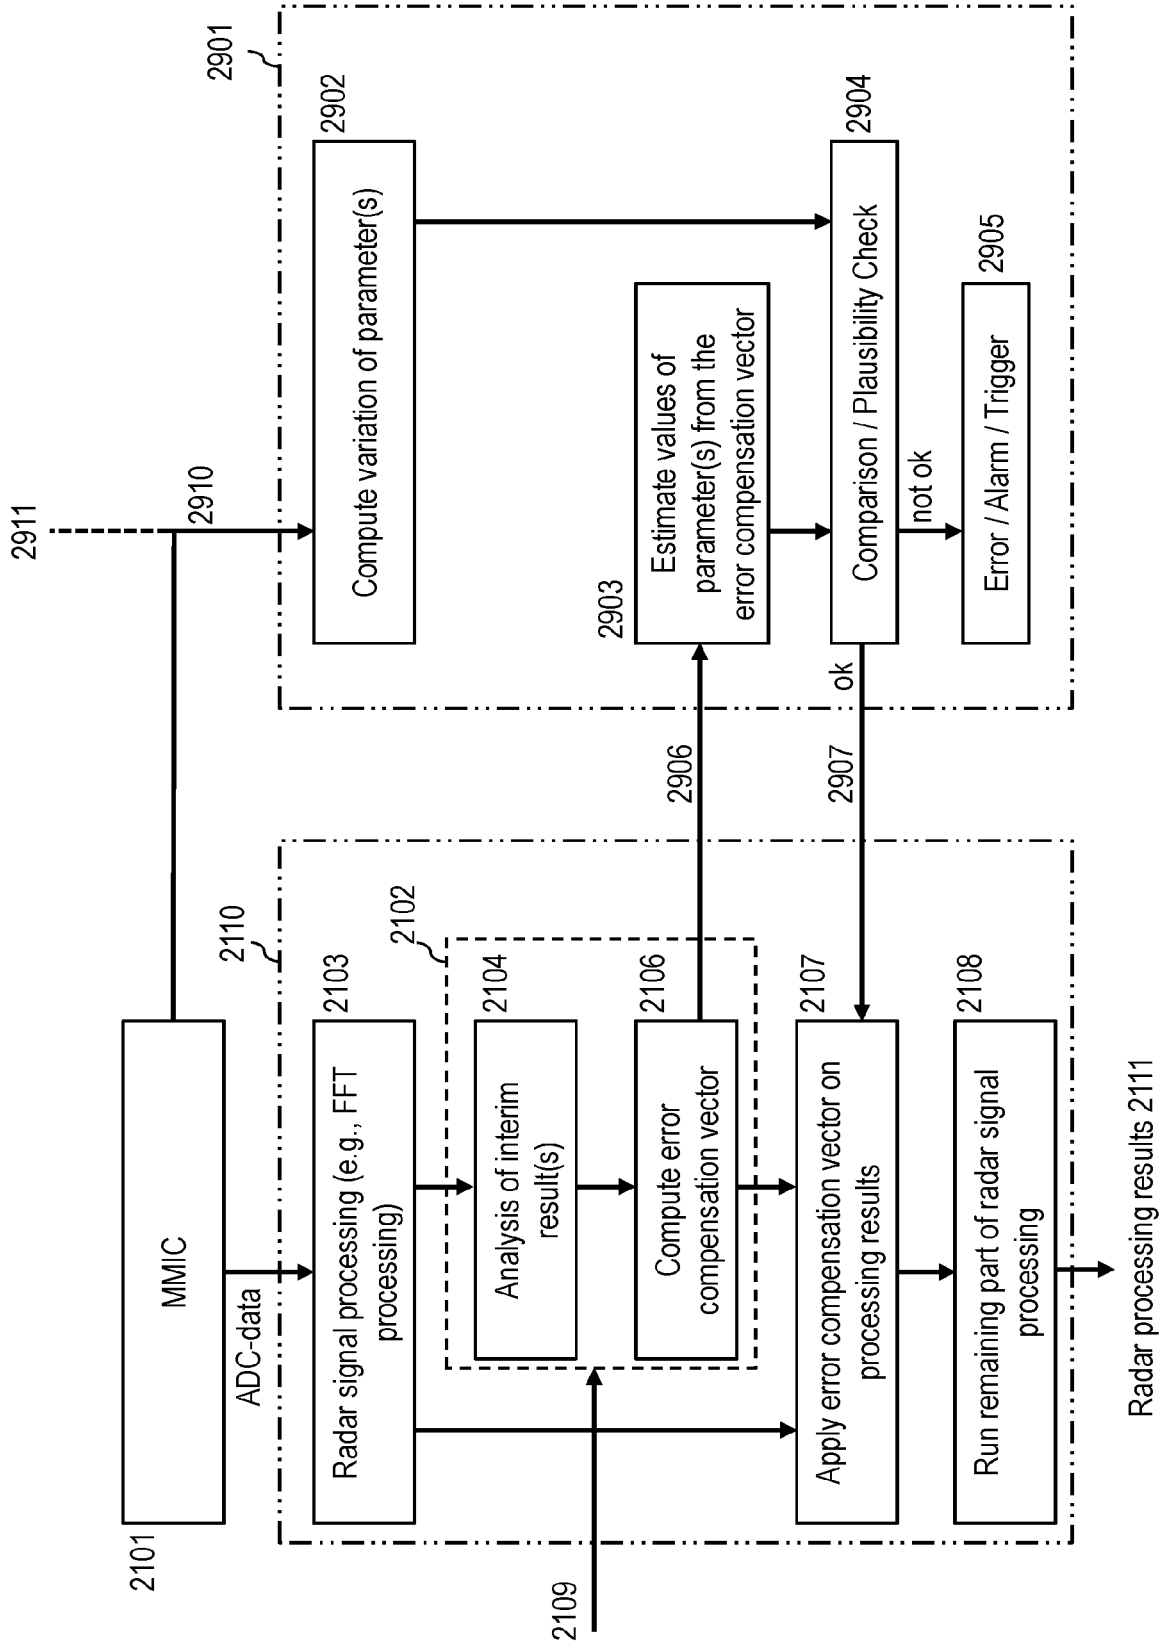 2911
2910
2901
2101
MMIC
ADC-data
2110
2103
Radar signal processing (e.g., FFT
processing)
2102
2104
Analysis of interim
result(s)
2109
2106
Compute error
compensation vector
2107
Apply error compensation vector on
processing results
2108
Run remaining part of radar signal
processing
Radar processing results 2111
2902
Compute variation of parameter(s)
2906
2903
Estimate values of
parameter(s) from the
error compensation vector
2904
Comparison / Plausibility Check
ok
2907
not ok
2905
Error / Alarm / Trigger